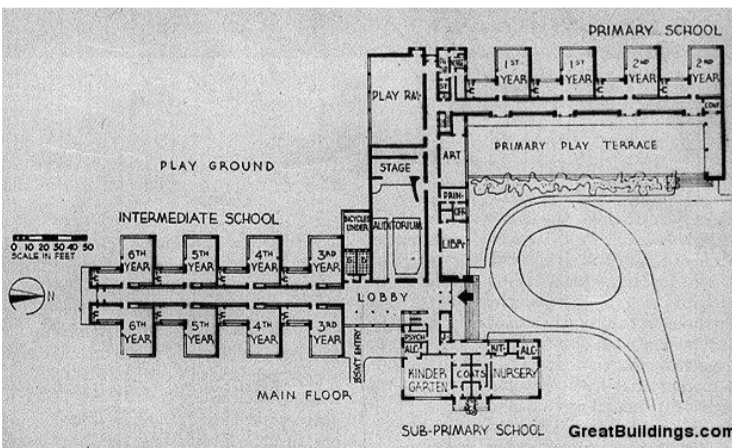 PRIMARY SCHOOL
1ST YEAR
1ST YEAR
2ND YEAR
2ND YEAR
CONF.
PLAY RM.
ART
PRIMARY PLAY TERRACE
PLAY GROUND
STAGE
PRIN.
OFF.
INTERMEDIATE SCHOOL
BICYCLES UNDER
AUDITORIUM
LIBRY
0 10 20 30 40 50
SCALE IN FEET
6TH YEAR
5TH YEAR
4TH YEAR
3RD YEAR
G
B
N
LOBBY
6TH YEAR
5TH YEAR
4TH YEAR
3RD YEAR
BSMT ENTRY
PSYCH
ALC
KIT.
ALC
KINDER GARTEN
COATS
NURSERY
MAIN FLOOR
SUB-PRIMARY SCHOOL
GreatBuildings.com